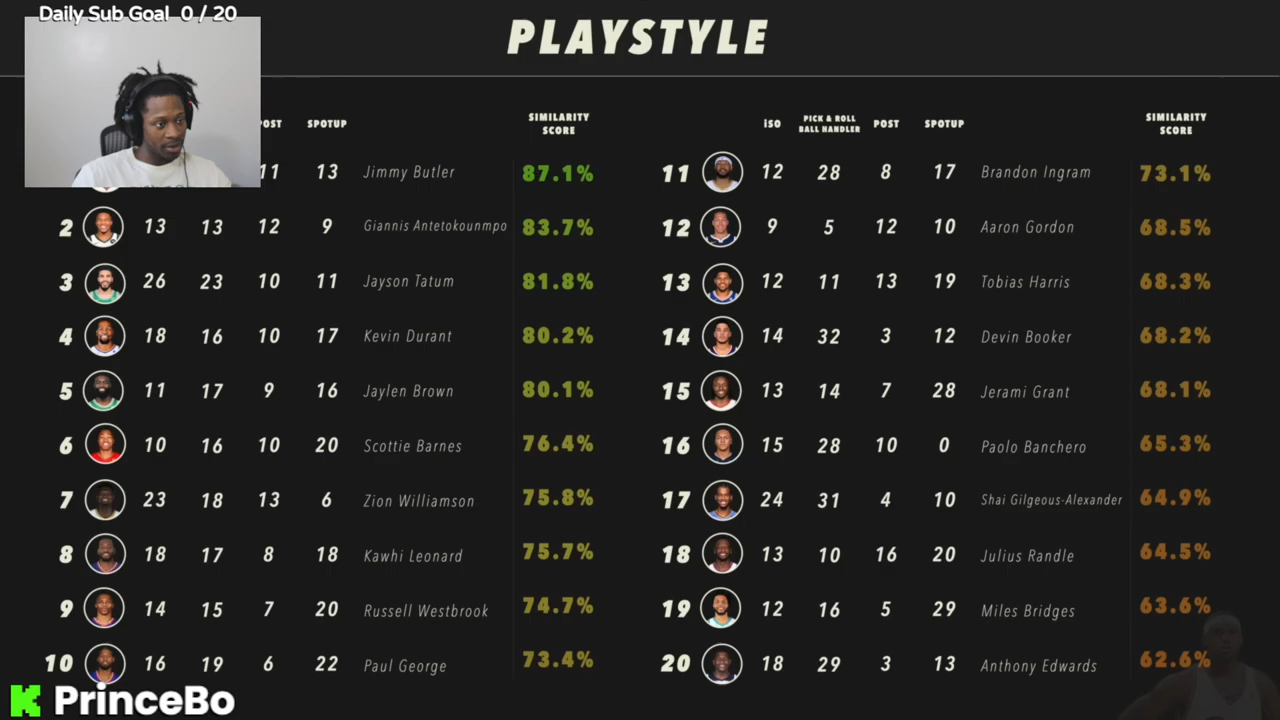 Daily Sub Goal 0 / 20
PLAYSTYLE
POST SPOTUP SIMILARITY SCORE
iSO PICK & ROLL BALL HANDLER POST SPOTUP SIMILARITY SCORE
11 13 Jimmy Butler 87.1%
2 13 13 12 9 Giannis Antetokounmpo 83.7%
3 26 23 10 11 Jayson Tatum 81.8%
4 18 16 10 17 Kevin Durant 80.2%
5 11 17 9 16 Jaylen Brown 80.1%
6 10 16 10 20 Scottie Barnes 76.4%
7 23 18 13 6 Zion Williamson 75.8%
8 18 17 8 18 Kawhi Leonard 75.7%
9 14 15 7 20 Russell Westbrook 74.7%
10 16 19 6 22 Paul George 73.4%
11 12 28 8 17 Brandon Ingram 73.1%
12 9 5 12 10 Aaron Gordon 68.5%
13 12 11 13 19 Tobias Harris 68.3%
14 14 32 3 12 Devin Booker 68.2%
15 13 14 7 28 Jerami Grant 68.1%
16 15 28 10 0 Paolo Banchero 65.3%
17 24 31 4 10 Shai Gilgeous-Alexander 64.9%
18 13 10 16 20 Julius Randle 64.5%
19 12 16 5 29 Miles Bridges 63.6%
20 18 29 3 13 Anthony Edwards 62.6%
K PrinceBo